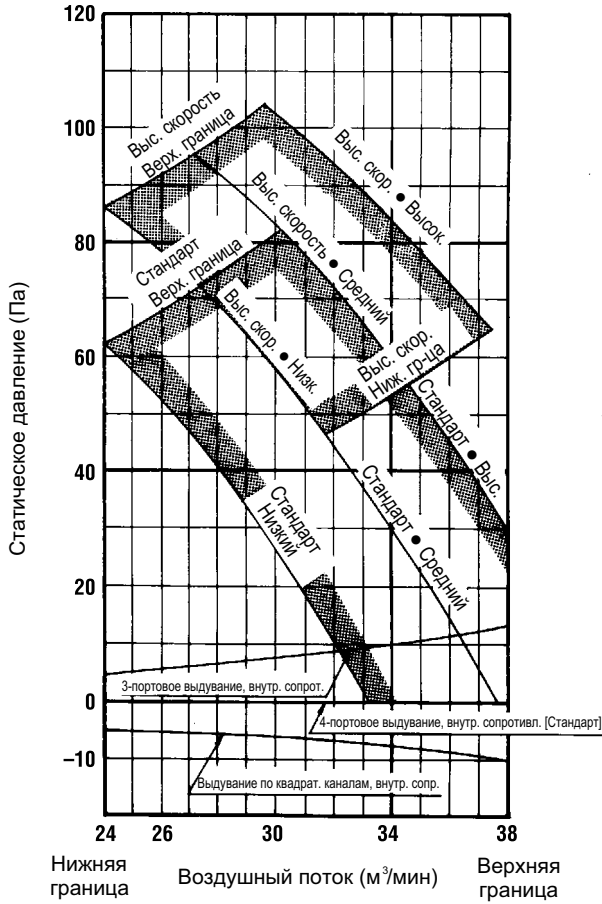 120
100
80
60
40
20
0
–10
Статическое давление (Па)
Выс. скорость
Верх. граница
Выс. скор. ● Высок.
Выс. скорость ● Средний
Стандарт
Верх. граница
Выс. скор. ● Низк.
Выс. скор.
Ниж. гр-ца
Стандарт ● Выс.
Стандарт ● Средний
Стандарт
Низкий
3-портовое выдувание, внутр. сопрот.
4-портовое выдувание, внутр. сопротивл. [Стандарт]
Выдувание по квадрат. каналам, внутр. сопр.
24 26 30 34 38
Нижняя
граница
Воздушный поток (м³/мин)
Верхняя
граница